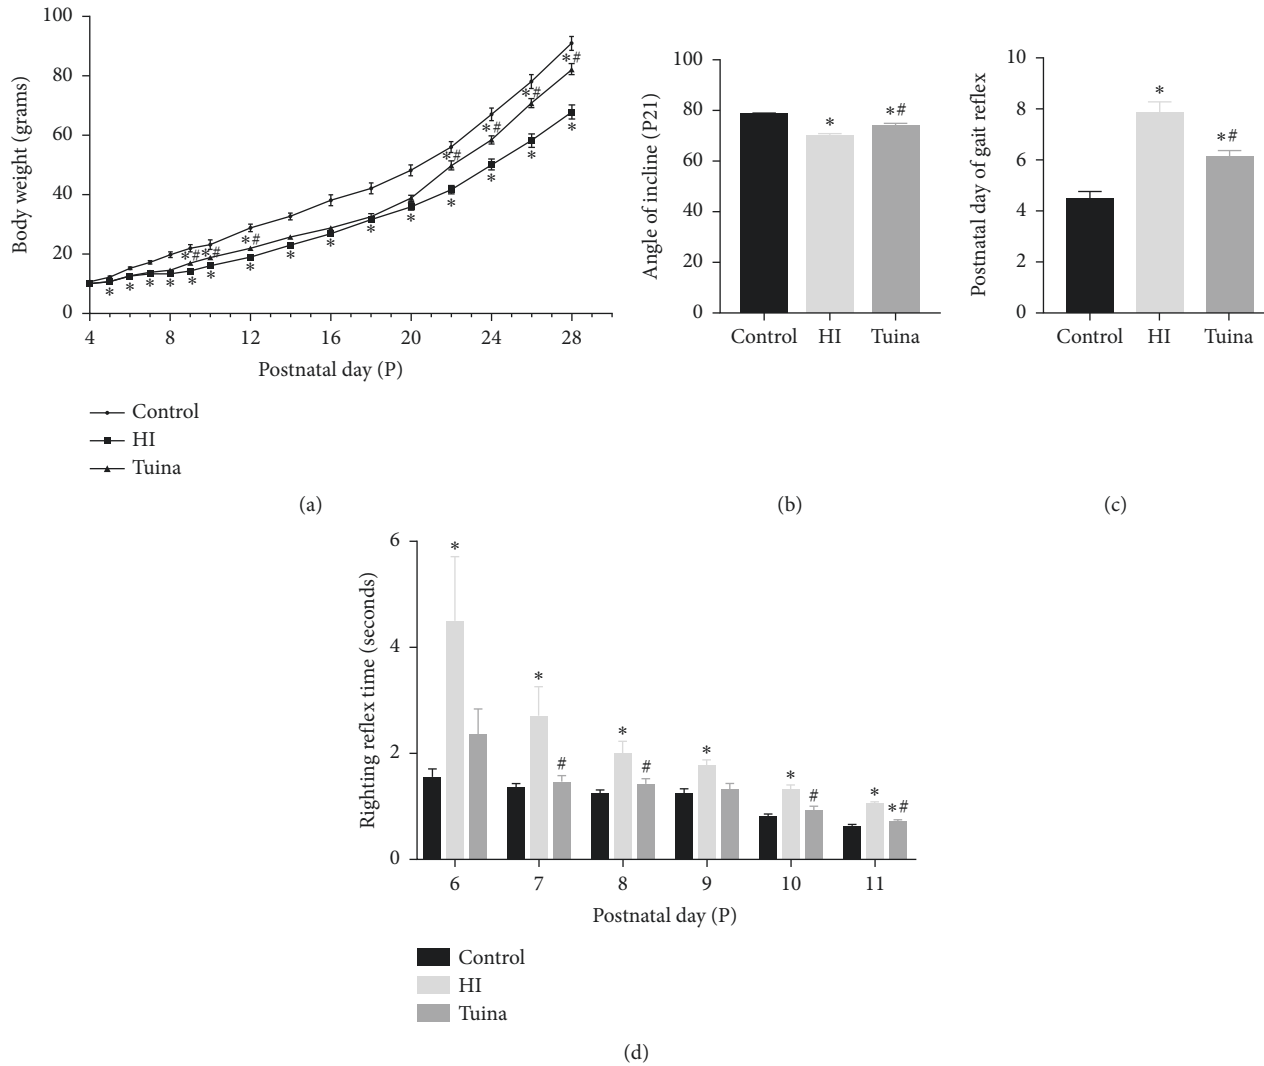 100
80
60
40
20
0
Body weight (grams)
*# *# *# *# *# *# *#
* * * * * * * * * * * * * * * *
4 8 12 16 20 24 28
Postnatal day (P)
Control
HI
Tuina
(a)
100
80
60
40
20
0
Angle of incline (P21)
* *#
Control HI Tuina
(b)
10
8
6
4
2
0
Postnatal day of gait reflex
* *#
Control HI Tuina
(c)
6
4
2
0
Righting reflex time (seconds)
* * # * # * * # * *#
6 7 8 9 10 11
Postnatal day (P)
Control
HI
Tuina
(d)